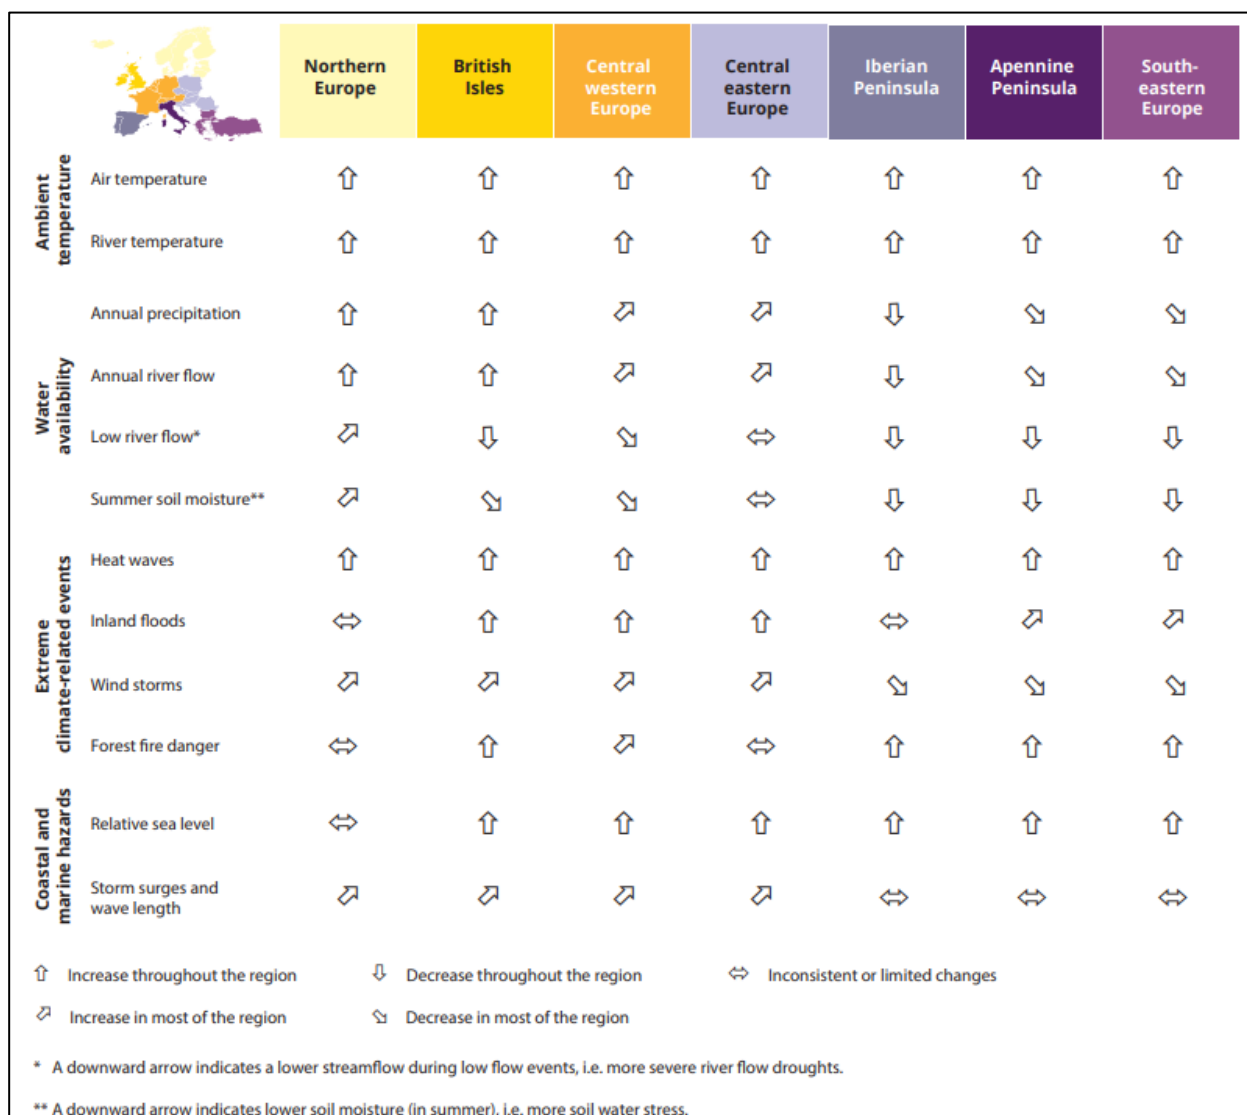 Northern Europe
British Isles
Central western Europe
Central eastern Europe
Iberian Peninsula
Apennine Peninsula
South-eastern Europe
Ambient temperature
Air temperature
River temperature
Water availability
Annual precipitation
Annual river flow
Low river flow*
Summer soil moisture**
Extreme climate-related events
Heat waves
Inland floods
Wind storms
Forest fire danger
Coastal and marine hazards
Relative sea level
Storm surges and
wave length
Increase throughout the region
Decrease throughout the region
Inconsistent or limited changes
Increase in most of the region
Decrease in most of the region
* A downward arrow indicates a lower streamflow during low flow events, i.e. more severe river flow droughts.
** A downward arrow indicates lower soil moisture (in summer), i.e. more soil water stress.